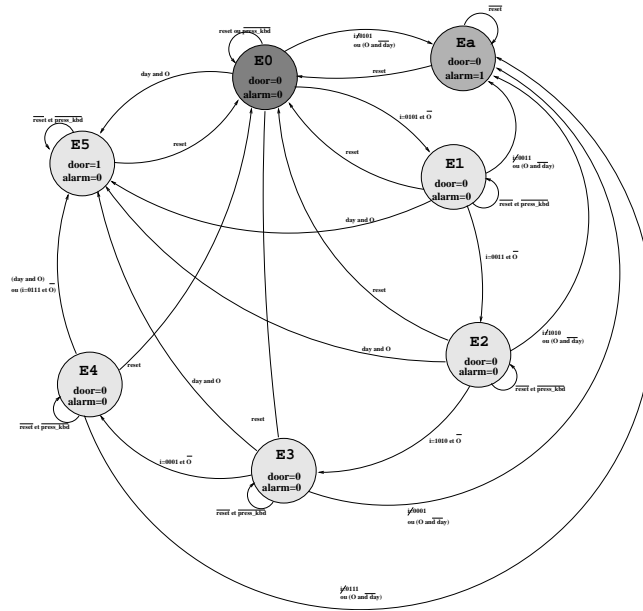 reset
reset ou press_kbd
i≠0101
ou (O and day)
Ea
door=0
alarm=1
E0
door=0
alarm=0
reset
day and O
i=0101 et O
reset et press_kbd
E5
door=1
alarm=0
reset
reset
E1
door=0
alarm=0
i≠0011
ou (O and day)
reset et press_kbd
day and O
i=0011 et O
(day and O)
ou (i=0111 et O)
reset
E2
door=0
alarm=0
i≠1010
ou (O and day)
day and O
reset et press_kbd
E4
door=0
alarm=0
reset
day and O
reset et press_kbd
reset
i=1010 et O
i=0001 et O
E3
door=0
alarm=0
reset et press_kbd
i≠0001
ou (O and day)
i≠0111
ou (O and day)